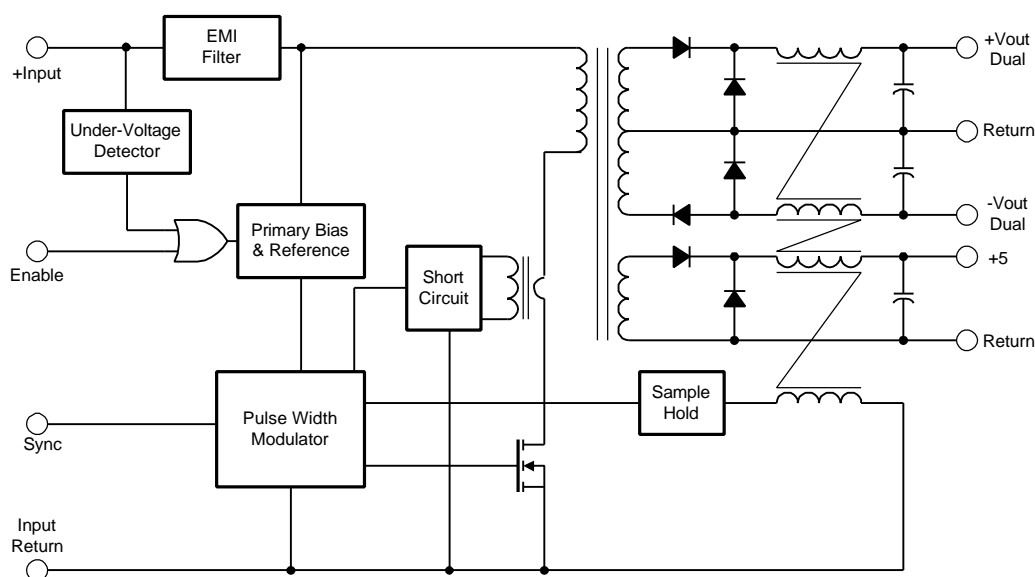 +Input
EMI
Filter
+Vout
Dual
Under-Voltage
Detector
Return
Enable
Primary Bias
& Reference
-Vout
Dual
Short
Circuit
+5
Return
Sync
Pulse Width
Modulator
Sample
Hold
Input
Return